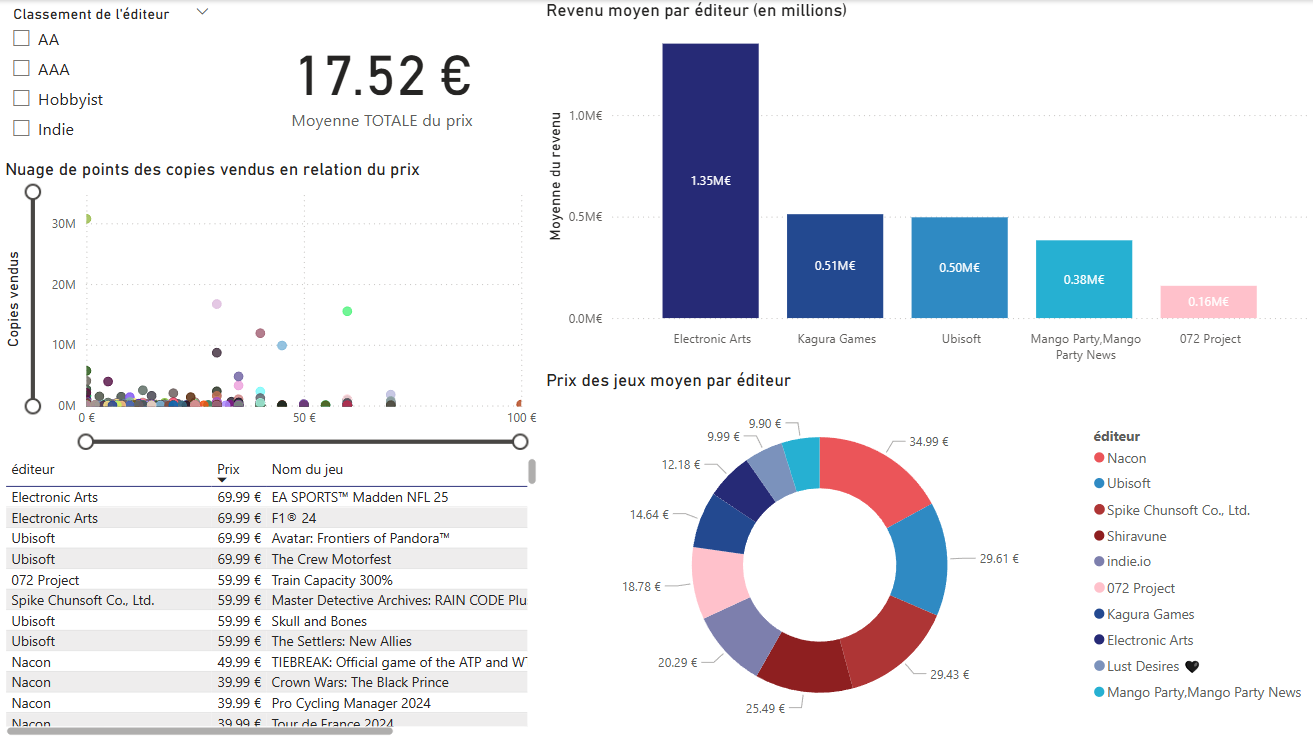 Classement de l'éditeur
AA
AAA
Hobbyist
Indie
17.52 €
Moyenne TOTALE du prix
Nuage de points des copies vendus en relation du prix
Copies vendus
30M
20M
10M
0M
0 €
50 €
100 €
éditeur Prix Nom du jeu
Electronic Arts 69.99 € EA SPORTS™ Madden NFL 25
Electronic Arts 69.99 € F1® 24
Ubisoft 69.99 € Avatar: Frontiers of Pandora™
Ubisoft 69.99 € The Crew Motorfest
072 Project 59.99 € Train Capacity 300%
Spike Chunsoft Co., Ltd. 59.99 € Master Detective Archives: RAIN CODE Plu
Ubisoft 59.99 € Skull and Bones
Ubisoft 59.99 € The Settlers: New Allies
Nacon 49.99 € TIEBREAK: Official game of the ATP and W
Nacon 39.99 € Crown Wars: The Black Prince
Nacon 39.99 € Pro Cycling Manager 2024
Nacon 39.99 € Tour de France 2024
Revenu moyen par éditeur (en millions)
Moyenne du revenu
1.0M€
0.5M€
0.0M€
1.35M€
0.51M€
0.50M€
0.38M€
0.16M€
Electronic Arts
Kagura Games
Ubisoft
Mango Party,Mango
Party News
072 Project
Prix des jeux moyen par éditeur
34.99 €
29.61 €
29.43 €
25.49 €
20.29 €
18.78 €
14.64 €
12.18 €
9.99 €
9.90 €
éditeur
Nacon
Ubisoft
Spike Chunsoft Co., Ltd.
Shiravune
indie.io
072 Project
Kagura Games
Electronic Arts
Lust Desires 🖤
Mango Party,Mango Party News